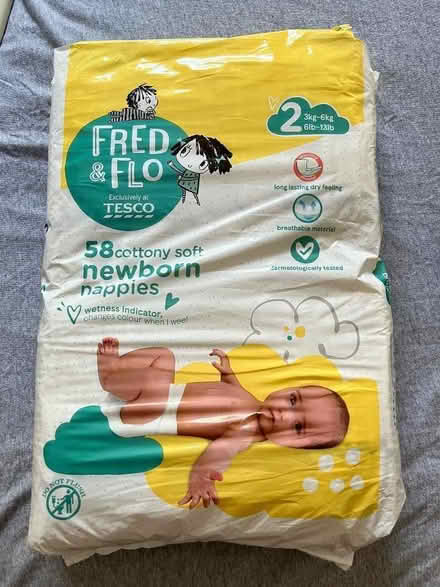 FRED
& FLO
Exclusively at
TESCO
2
3kg-6kg
6lb-13lb
long lasting dry feeling
breathable material
dermatologically tested
58 cottony soft
newborn
nappies
wetness indicator,
changes colour when I wee!
DO NOT FLUSH